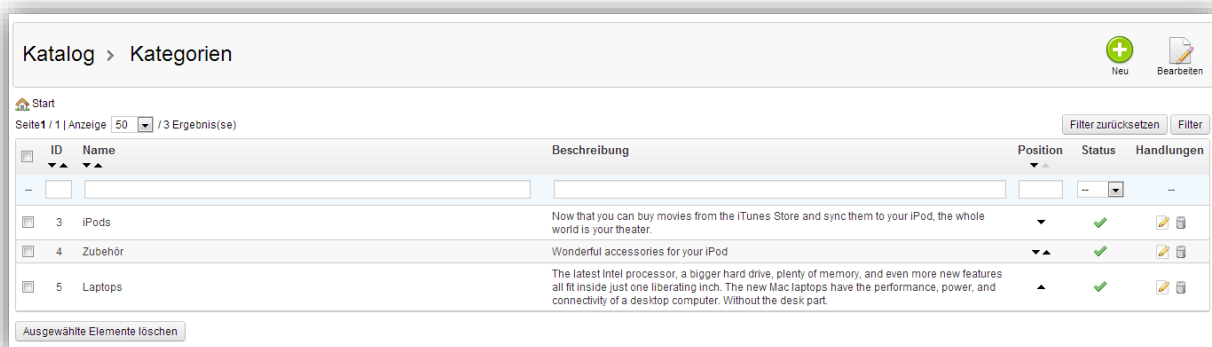 Katalog > Kategorien
Neu
Bearbeiten
Start
Seite1 / 1 | Anzeige 50 / 3 Ergebnis(se)
Filter zurücksetzen Filter
ID Name Beschreibung Position Status Handlungen
-- -- --
3 iPods Now that you can buy movies from the iTunes Store and sync them to your iPod, the whole
world is your theater.
4 Zubehör Wonderful accessories for your iPod
5 Laptops The latest Intel processor, a bigger hard drive, plenty of memory, and even more new features
all fit inside just one liberating inch. The new Mac laptops have the performance, power, and
connectivity of a desktop computer. Without the desk part.
Ausgewählte Elemente löschen